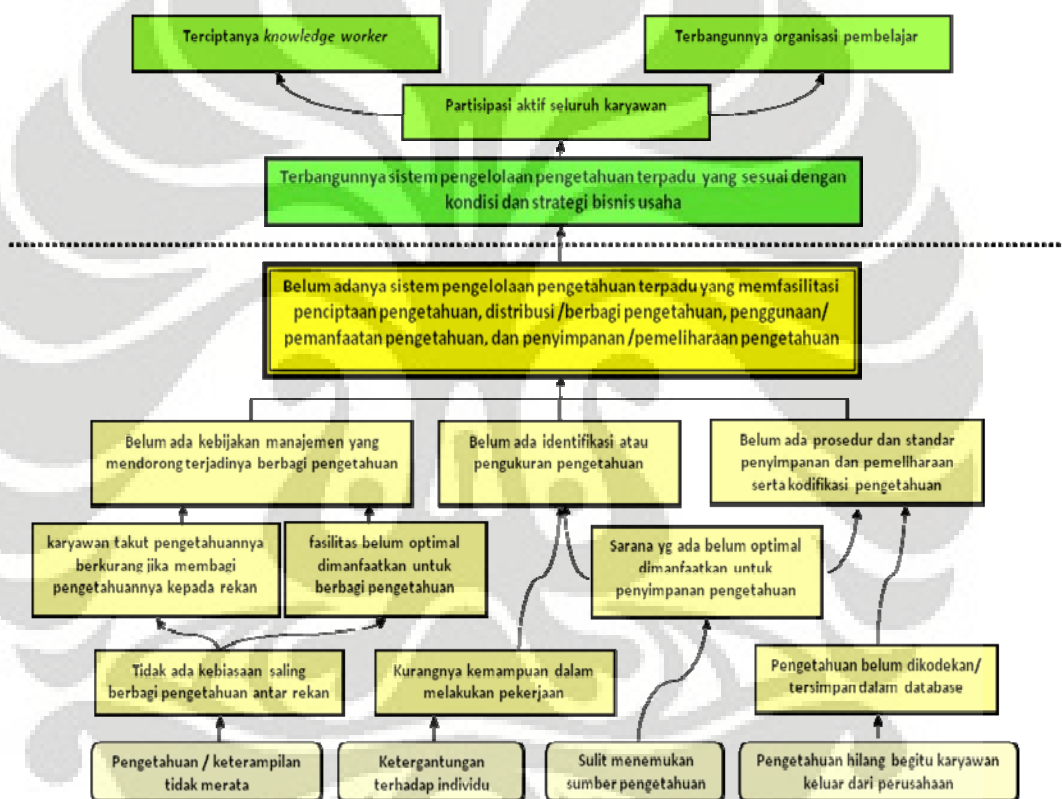 Terciptanya knowledge worker
Terbangunnya organisasi pembelajar
Partisipasi aktif seluruh karyawan
Terbangunnya sistem pengelolaan pengetahuan terpadu yang sesuai dengan
kondisi dan strategi bisnis usaha
Belum adanya sistem pengelolaan pengetahuan terpadu yang memfasilitasi
penciptaan pengetahuan, distribusi /berbagi pengetahuan, penggunaan/
pemanfaatan pengetahuan, dan penyimpanan /pemeliharaan pengetahuan
Belum ada kebijakan manajemen yang
mendorong terjadinya berbagi pengetahuan
Belum ada identifikasi atau
pengukuran pengetahuan
Belum ada prosedur dan standar
penyimpanan dan pemeliharaan
serta kodifikasi pengetahuan
karyawan takut pengetahuannya
berkurang jika membagi
pengetahuannya kepada rekan
fasilitas belum optimal
dimanfaatkan untuk
berbagi pengetahuan
Sarana yg ada belum optimal
dimanfaatkan untuk
penyimpanan pengetahuan
Tidak ada kebiasaan saling
berbagi pengetahuan antar rekan
Kurangnya kemampuan dalam
melakukan pekerjaan
Pengetahuan belum dikodekan/
tersimpan dalam database
Pengetahuan / keterampilan
tidak merata
Ketergantungan
terhadap individu
Sulit menemukan
sumber pengetahuan
Pengetahuan hilang begitu karyawan
keluar dari perusahaan